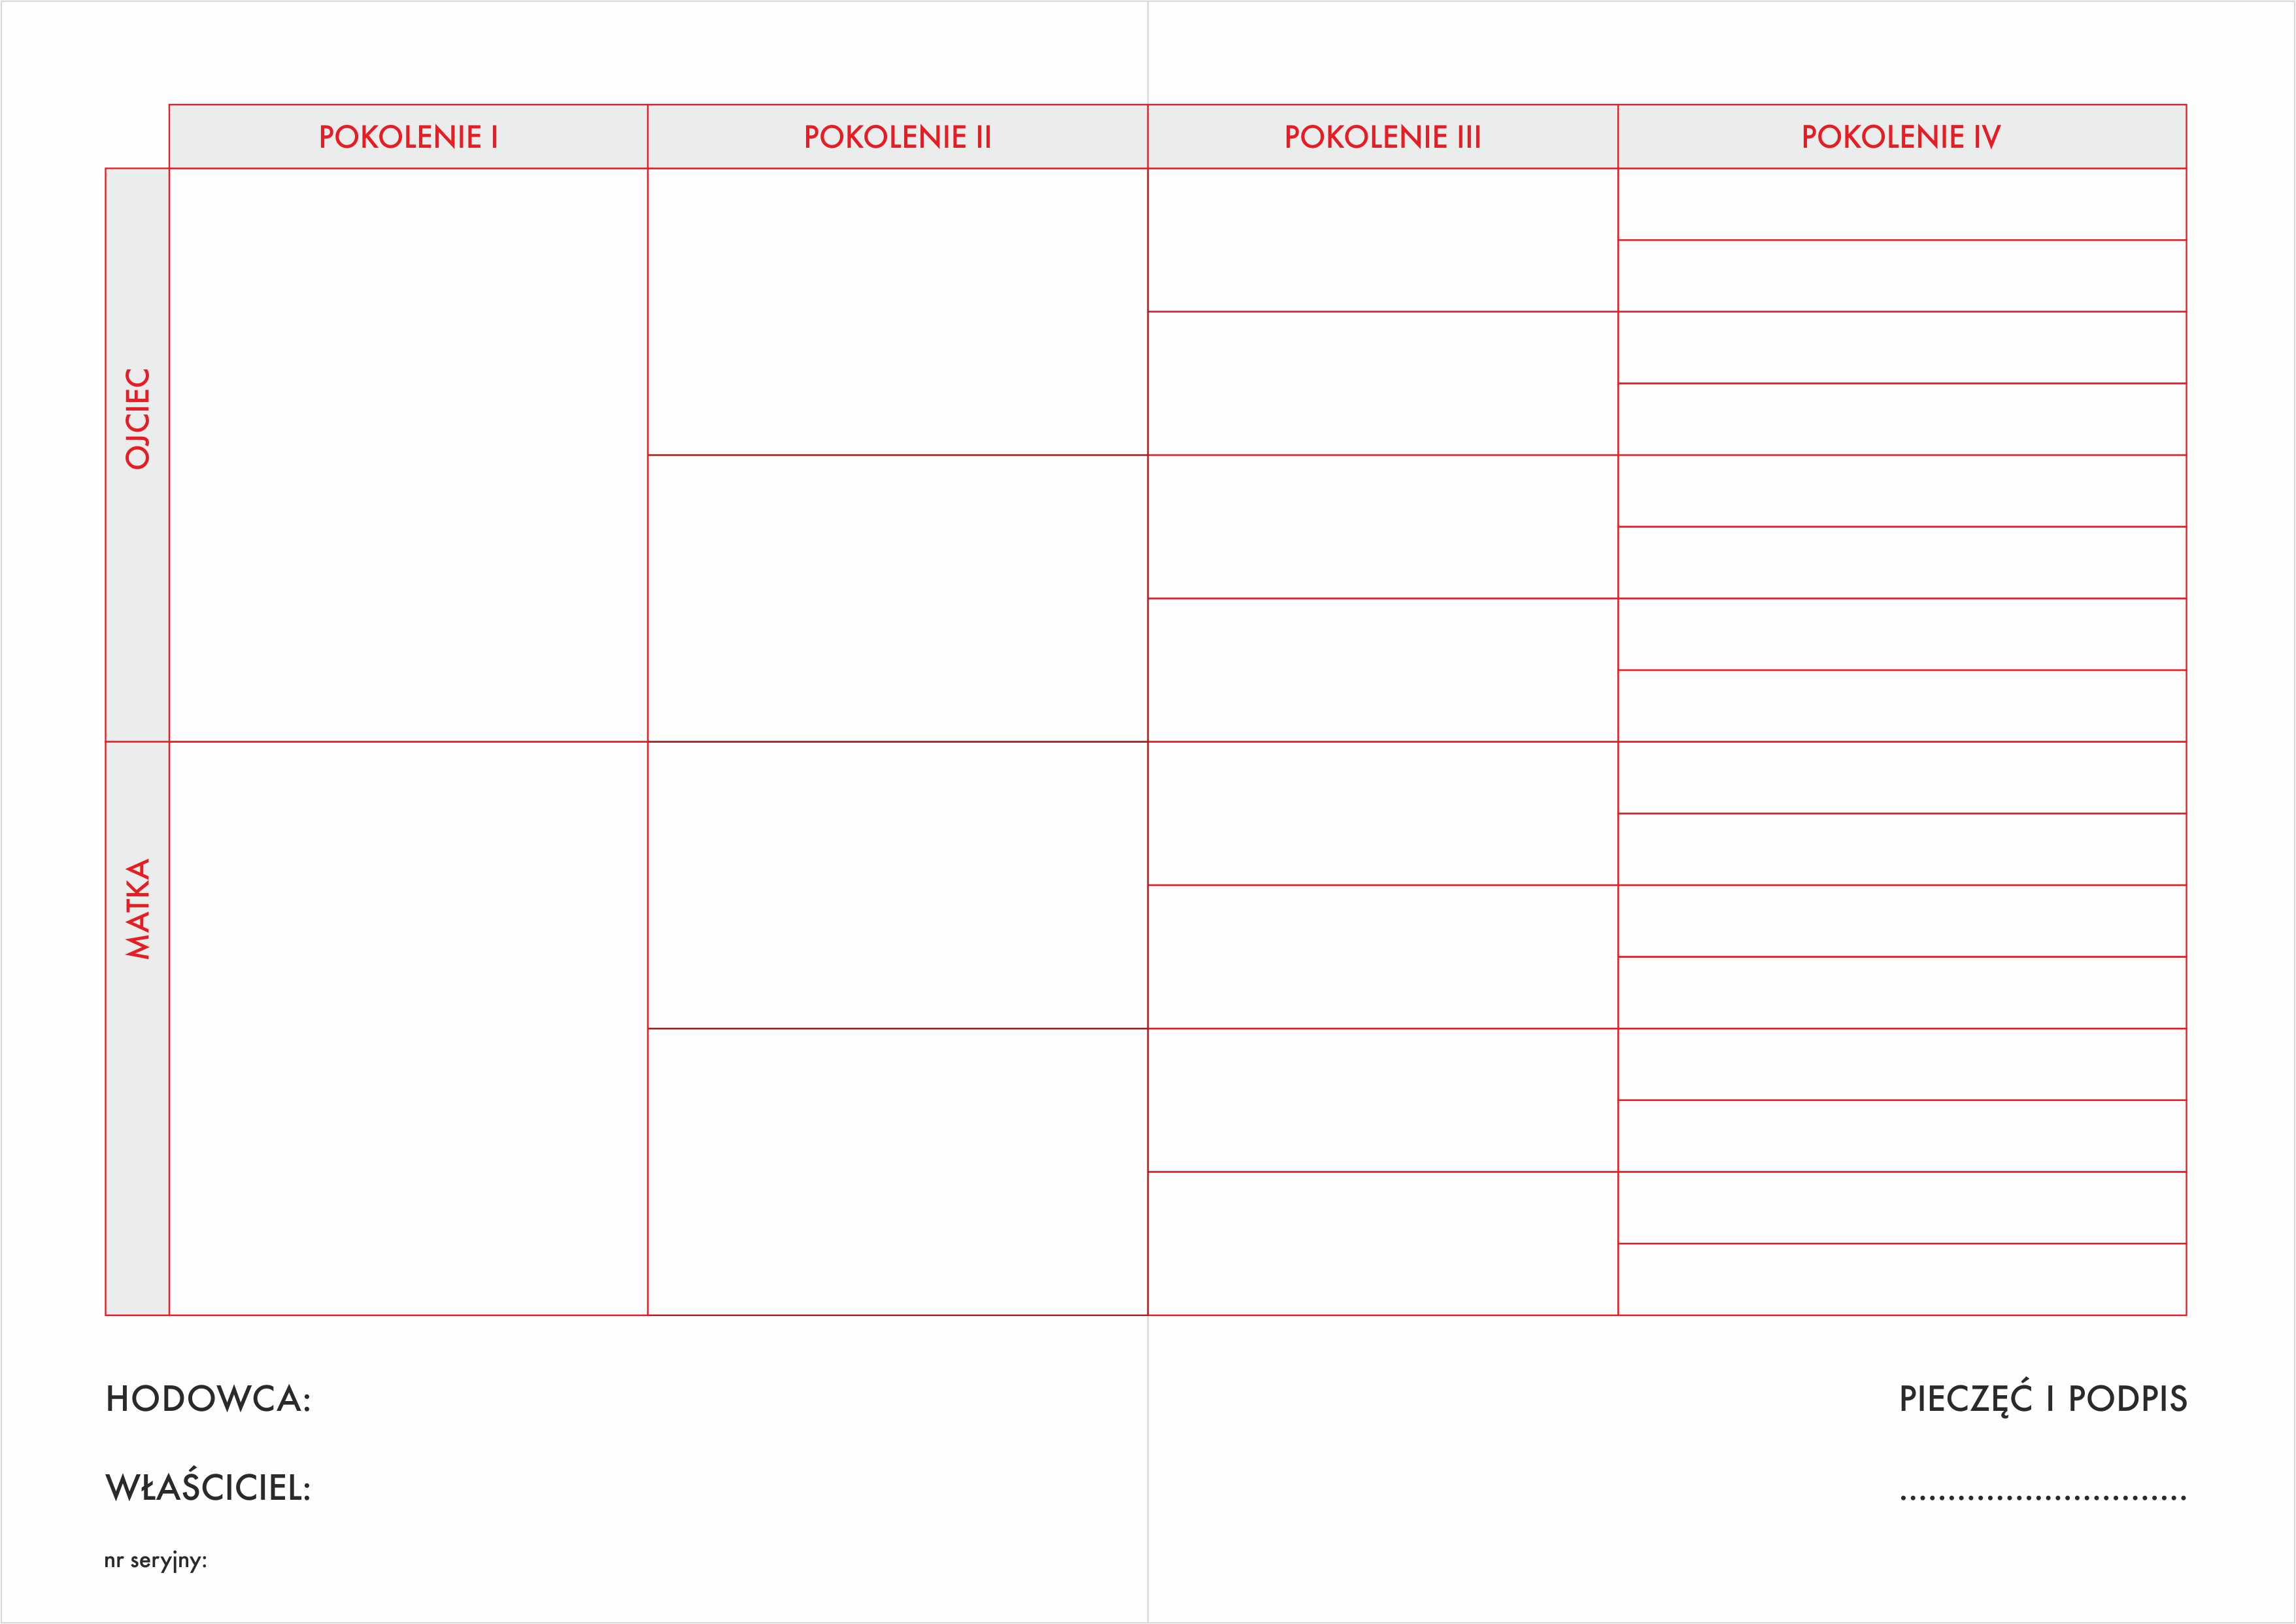 POKOLENIE I POKOLENIE II POKOLENIE III POKOLENIE IV
OJCIEC
MATKA
HODOWCA:
PIECZĘĆ I PODPIS
WŁAŚCICIEL:
..............................
nr seryjny: